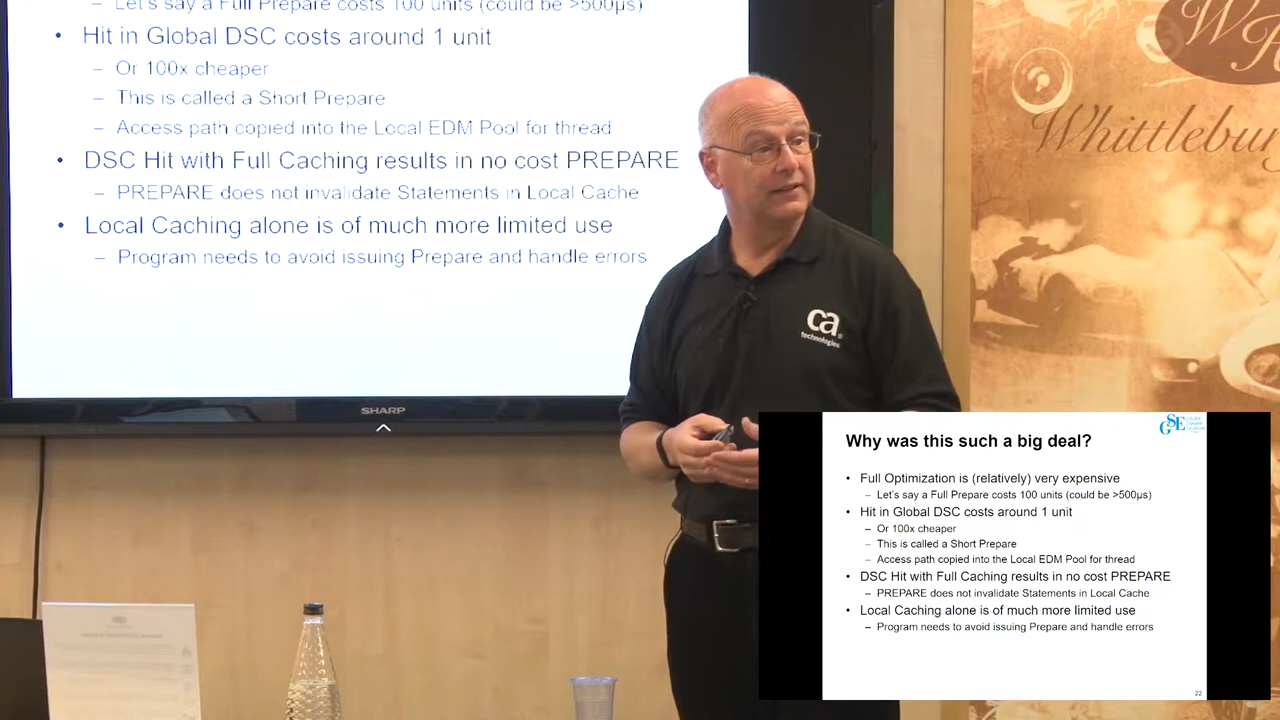 – Let's say a Full Prepare costs 100 units (could be >500µs)
• Hit in Global DSC costs around 1 unit
– Or 100x cheaper
– This is called a Short Prepare
– Access path copied into the Local EDM Pool for thread
• DSC Hit with Full Caching results in no cost PREPARE
– PREPARE does not invalidate Statements in Local Cache
• Local Caching alone is of much more limited use
– Program needs to avoid issuing Prepare and handle errors
SHARP
ca
technologies
W
Whittlebur
GSE
Why was this such a big deal?
• Full Optimization is (relatively) very expensive
– Let's say a Full Prepare costs 100 units (could be >500µs)
• Hit in Global DSC costs around 1 unit
– Or 100x cheaper
– This is called a Short Prepare
– Access path copied into the Local EDM Pool for thread
• DSC Hit with Full Caching results in no cost PREPARE
– PREPARE does not invalidate Statements in Local Cache
• Local Caching alone is of much more limited use
– Program needs to avoid issuing Prepare and handle errors
22